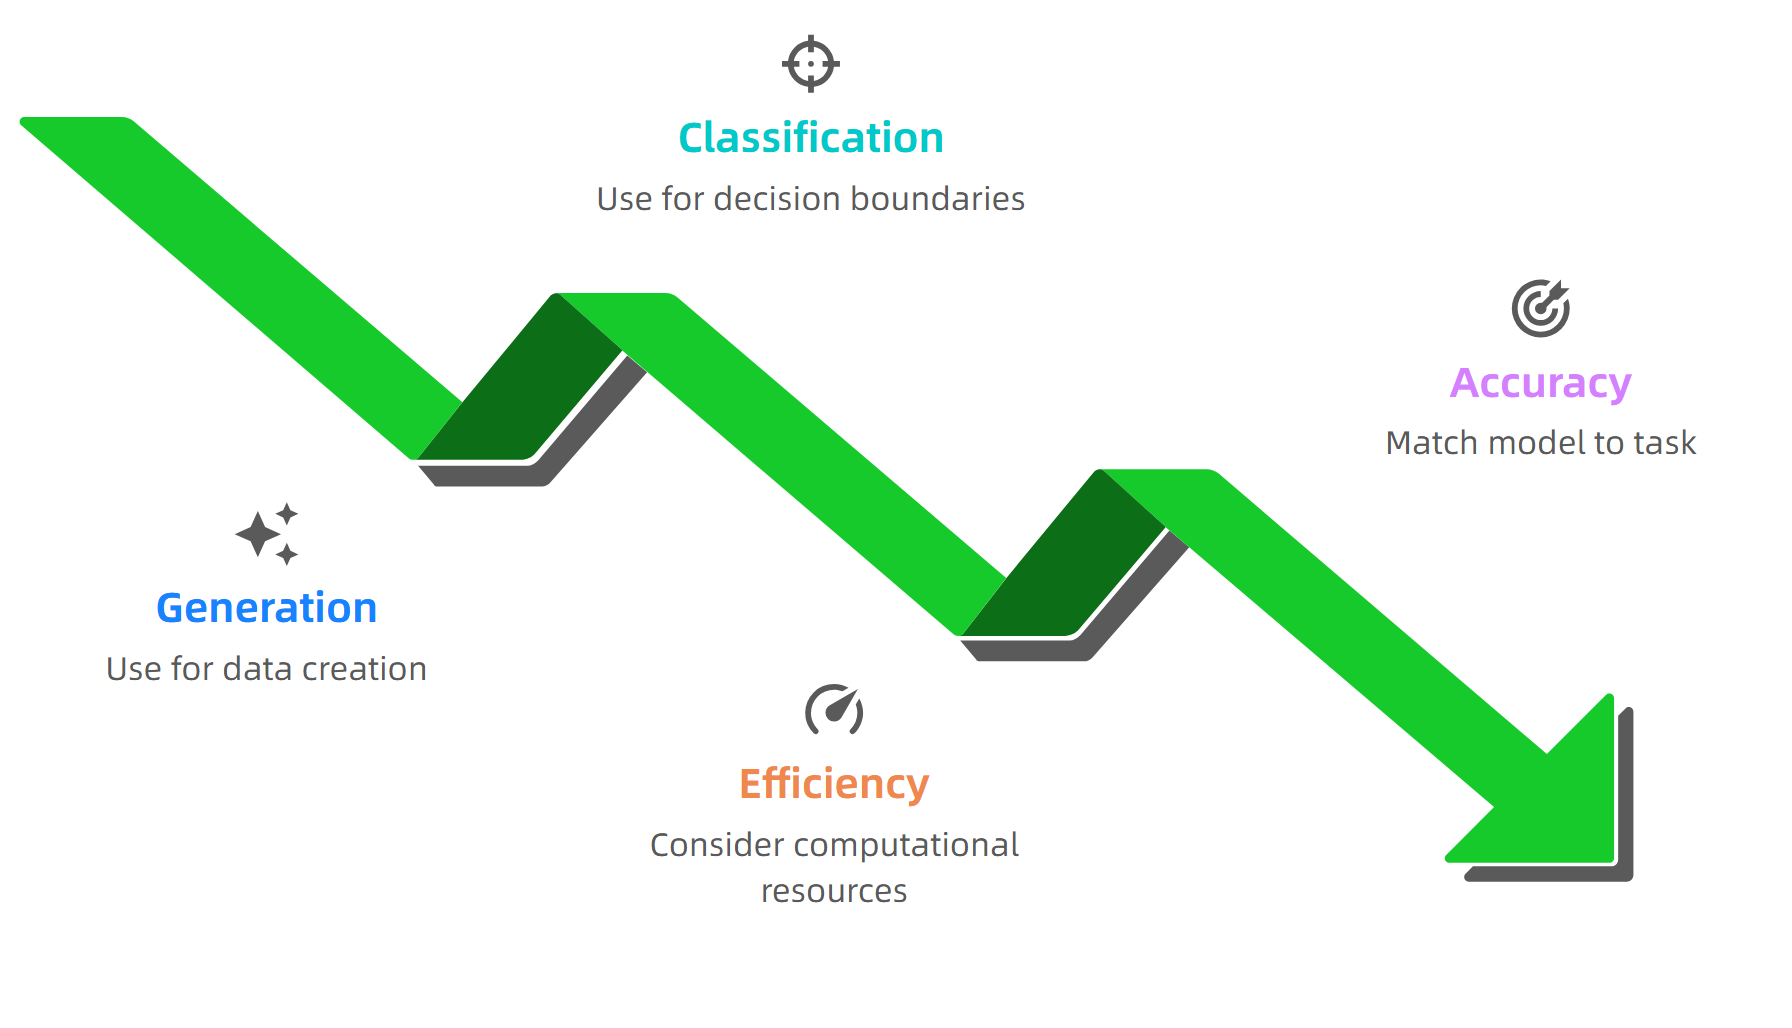 Classification
Use for decision boundaries
Accuracy
Match model to task
Generation
Use for data creation
Efficiency
Consider computational
resources